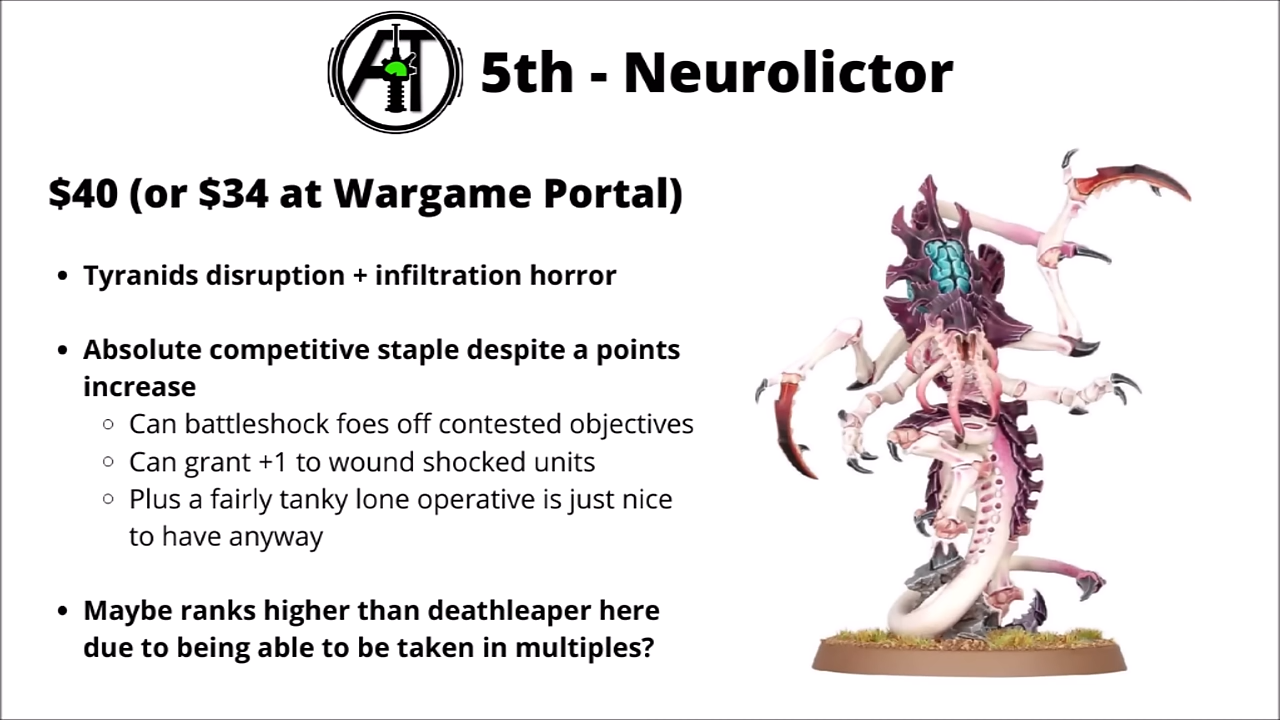 AT
5th - Neurolictor
$40 (or $34 at Wargame Portal)
• Tyranids disruption + infiltration horror
• Absolute competitive staple despite a points
increase
○ Can battleshock foes off contested objectives
○ Can grant +1 to wound shocked units
○ Plus a fairly tanky lone operative is just nice
to have anyway
• Maybe ranks higher than deathleaper here
due to being able to be taken in multiples?